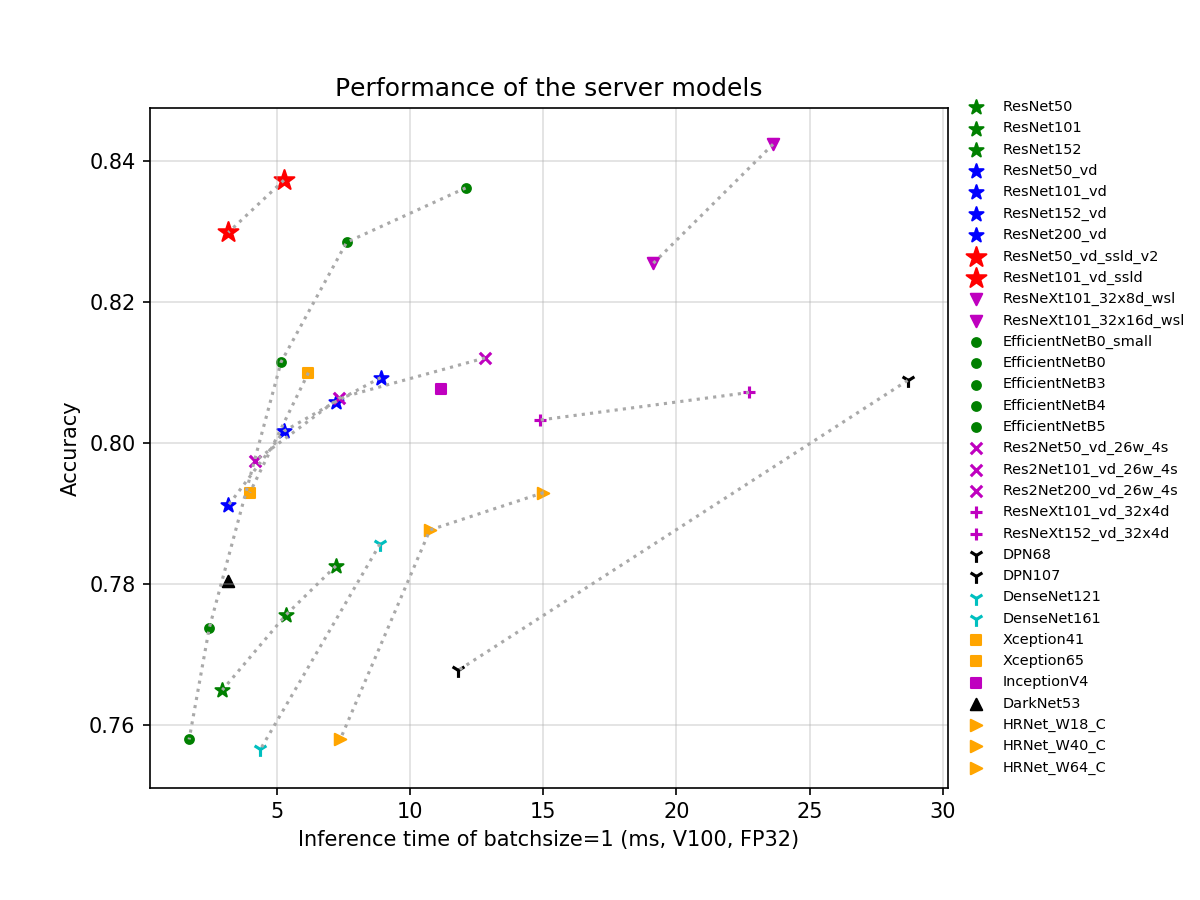 Performance of the server models
0.84
0.82
0.80
0.78
0.76
Accuracy
5
10
15
20
25
30
Inference time of batchsize=1 (ms, V100, FP32)
ResNet50
ResNet101
ResNet152
ResNet50_vd
ResNet101_vd
ResNet152_vd
ResNet200_vd
ResNet50_vd_ssld_v2
ResNet101_vd_ssld
ResNeXt101_32x8d_wsl
ResNeXt101_32x16d_wsl
EfficientNetB0_small
EfficientNetB0
EfficientNetB3
EfficientNetB4
EfficientNetB5
Res2Net50_vd_26w_4s
Res2Net101_vd_26w_4s
Res2Net200_vd_26w_4s
ResNeXt101_vd_32x4d
ResNeXt152_vd_32x4d
DPN68
DPN107
DenseNet121
DenseNet161
Xception41
Xception65
InceptionV4
DarkNet53
HRNet_W18_C
HRNet_W40_C
HRNet_W64_C